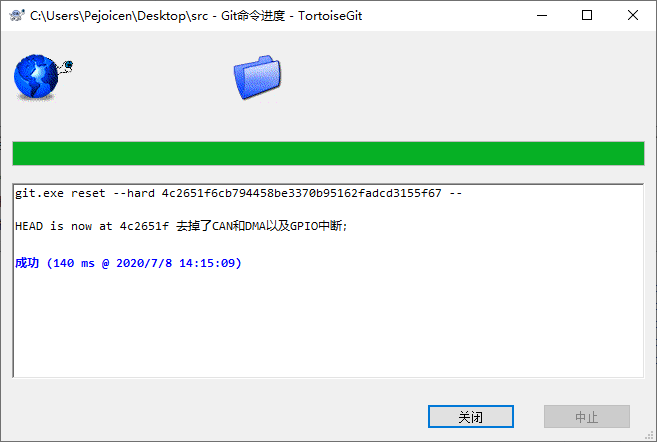 C:\Users\Pejoicen\Desktop\src - Git命令进度 - TortoiseGit
git.exe reset --hard 4c2651f6cb794458be3370b95162fadcd3155f67 --
HEAD is now at 4c2651f 去掉了CAN和DMA以及GPIO中断;
成功 (140 ms @ 2020/7/8 14:15:09)
关闭
中止